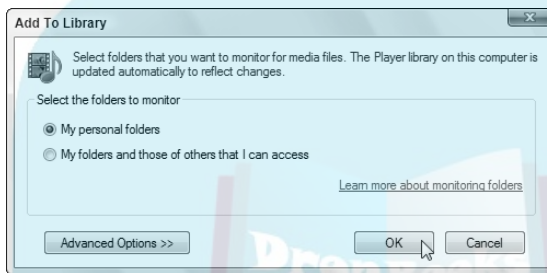 Add To Library
Select folders that you want to monitor for media files. The Player library on this computer is
updated automatically to reflect changes.
Select the folders to monitor
My personal folders
My folders and those of others that I can access
Learn more about monitoring folders
Advanced Options >>
OK
Cancel